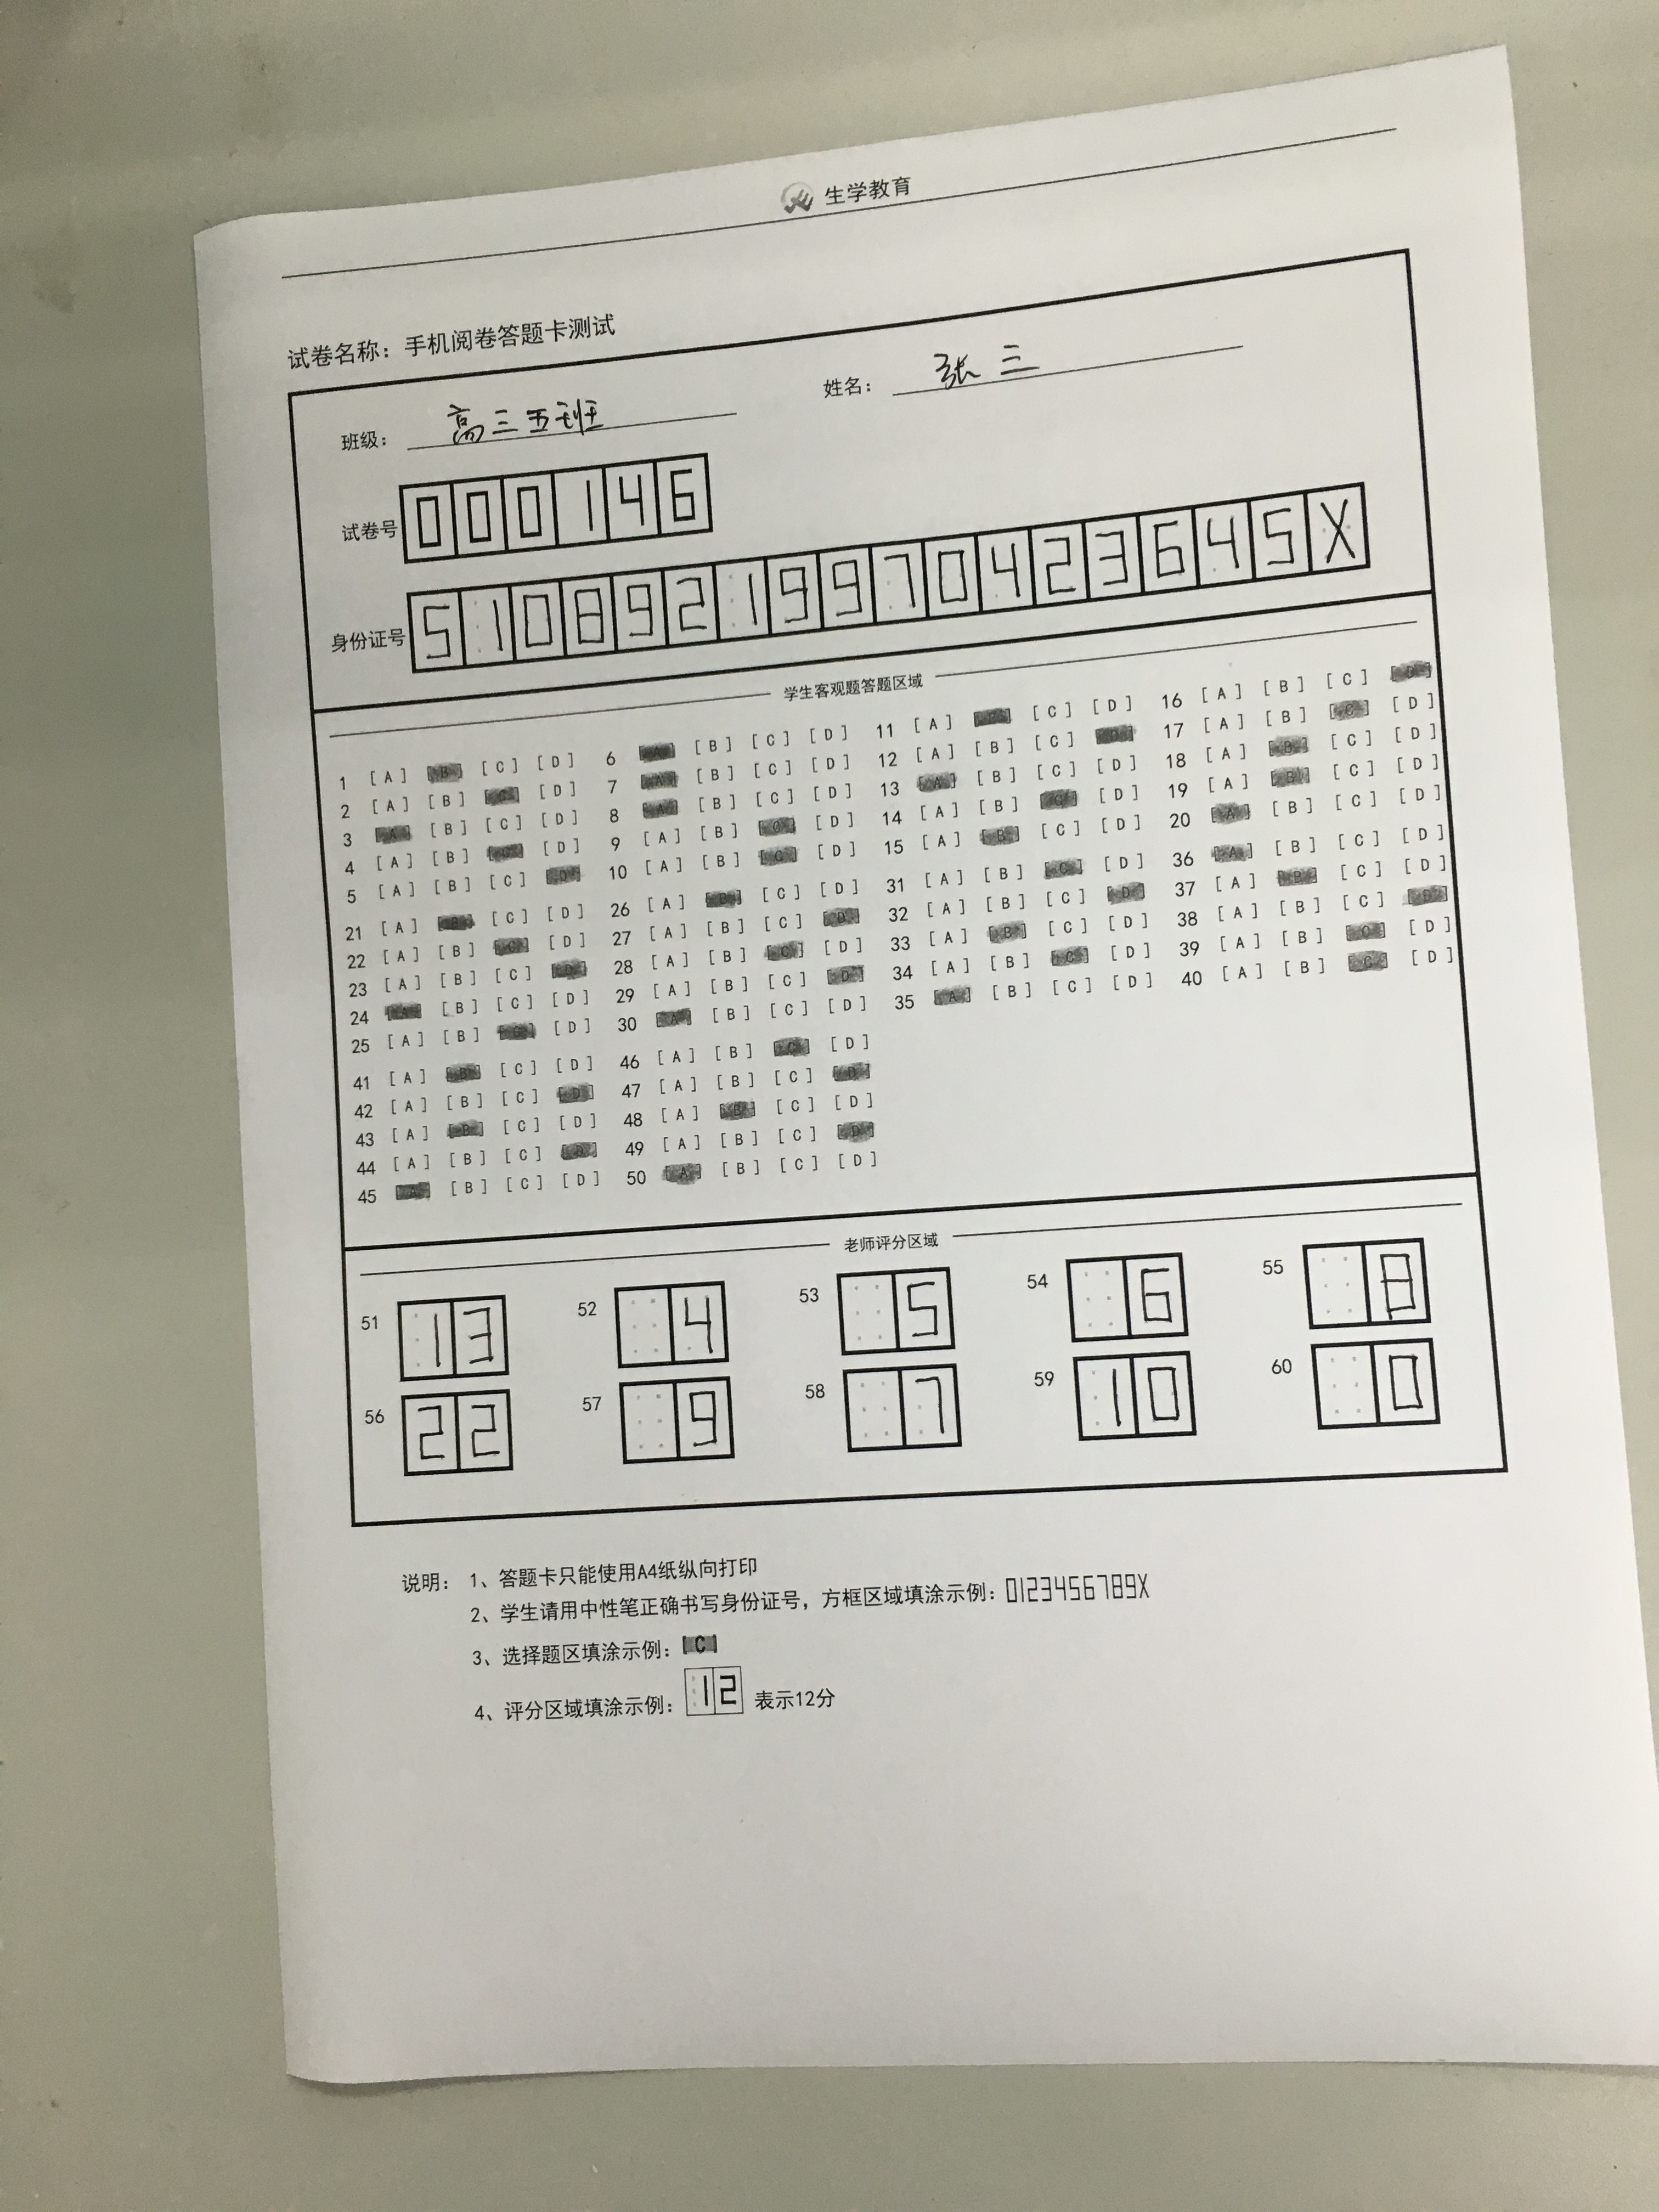 生学教育
试卷名称：手机阅卷答题卡测试
班级：高三五班 姓名：张三
试卷号 000146
身份证号 51089219970423645X
学生客观题答题区域
1 [A] [B] [C] [D] 6 [A] [B] [C] [D] 11 [A] [B] [C] [D] 16 [A] [B] [C] [D]
2 [A] [B] [C] [D] 7 [A] [B] [C] [D] 12 [A] [B] [C] [D] 17 [A] [B] [C] [D]
3 [A] [B] [C] [D] 8 [A] [B] [C] [D] 13 [A] [B] [C] [D] 18 [A] [B] [C] [D]
4 [A] [B] [C] [D] 9 [A] [B] [C] [D] 14 [A] [B] [C] [D] 19 [A] [B] [C] [D]
5 [A] [B] [C] [D] 10 [A] [B] [C] [D] 15 [A] [B] [C] [D] 20 [A] [B] [C] [D]
21 [A] [B] [C] [D] 26 [A] [B] [C] [D] 31 [A] [B] [C] [D] 36 [A] [B] [C] [D]
22 [A] [B] [C] [D] 27 [A] [B] [C] [D] 32 [A] [B] [C] [D] 37 [A] [B] [C] [D]
23 [A] [B] [C] [D] 28 [A] [B] [C] [D] 33 [A] [B] [C] [D] 38 [A] [B] [C] [D]
24 [A] [B] [C] [D] 29 [A] [B] [C] [D] 34 [A] [B] [C] [D] 39 [A] [B] [C] [D]
25 [A] [B] [C] [D] 30 [A] [B] [C] [D] 35 [A] [B] [C] [D] 40 [A] [B] [C] [D]
41 [A] [B] [C] [D] 46 [A] [B] [C] [D]
42 [A] [B] [C] [D] 47 [A] [B] [C] [D]
43 [A] [B] [C] [D] 48 [A] [B] [C] [D]
44 [A] [B] [C] [D] 49 [A] [B] [C] [D]
45 [A] [B] [C] [D] 50 [A] [B] [C] [D]
老师评分区域
51 13 52 4 53 5 54 6 55 8
56 22 57 9 58 7 59 10 60 0
说明： 1、答题卡只能使用A4纸纵向打印
2、学生请用中性笔正确书写身份证号，方框区域填涂示例：0123456789X
3、选择题区填涂示例：[C]
4、评分区域填涂示例：12 表示12分